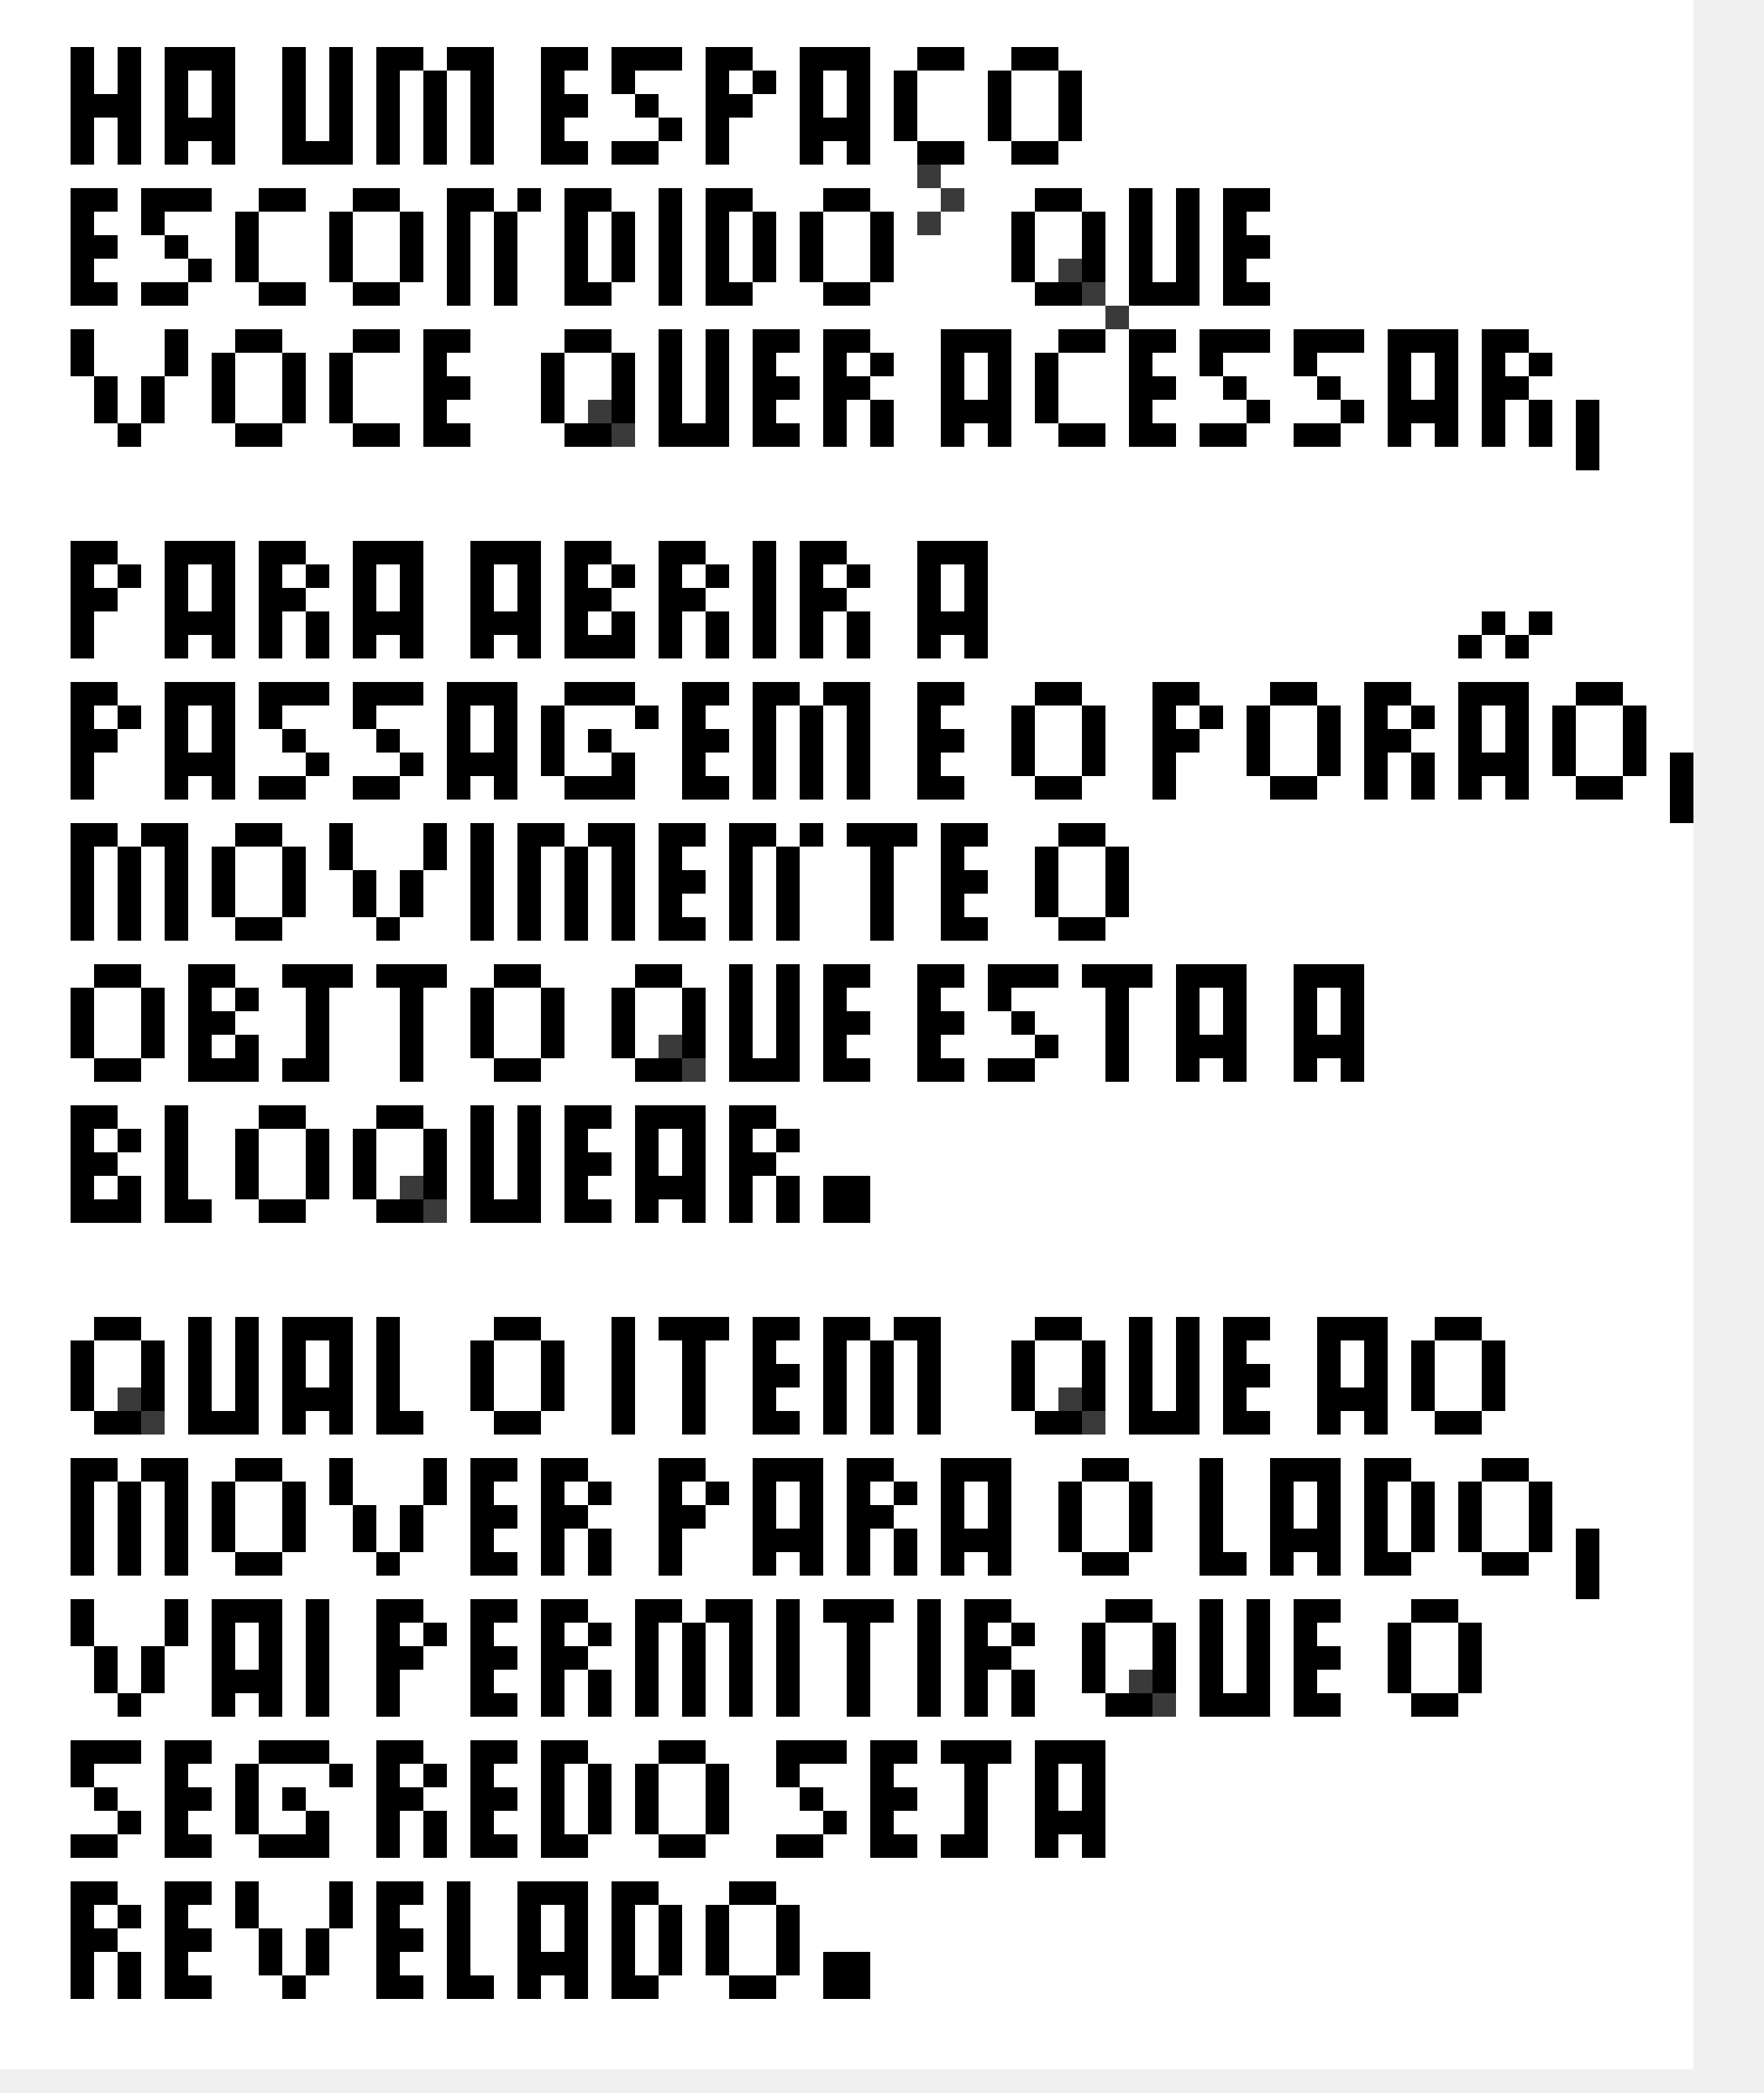 HA UM ESPAÇO
ESCONDIDO QUE
VOCE QUER ACESSAR,
PARA ABRIR A
PASSAGEM E O PORÃO,
MOVIMENTE O
OBJTO QUE ESTA A
BLOQUEAR.
QUAL O ITEM QUE AO
MOVER PARA O LADO,
VAI PERMITIR QUE O
SEGREDO SEJA
REVELADO.